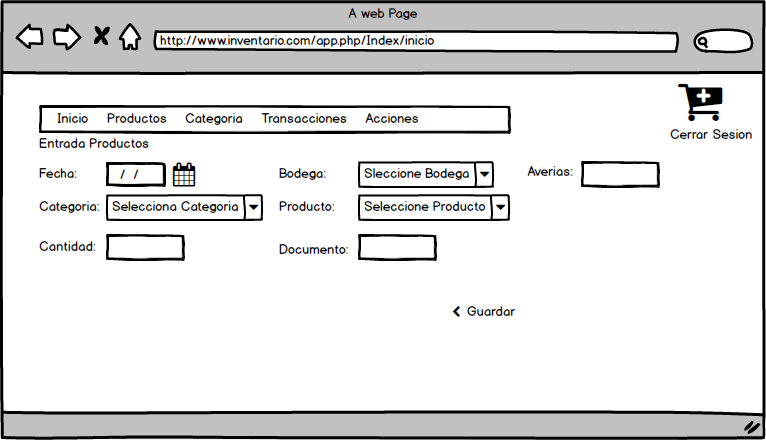 A web Page
http://www.inventario.com/app.php/Index/inicio
Inicio Productos Categoria Transacciones Acciones
Cerrar Sesion
Entrada Productos
Fecha: / / Bodega: Sleccione Bodega Averias:
Categoria: Selecciona Categoria Producto: Seleccione Producto
Cantidad: Documento:
Guardar